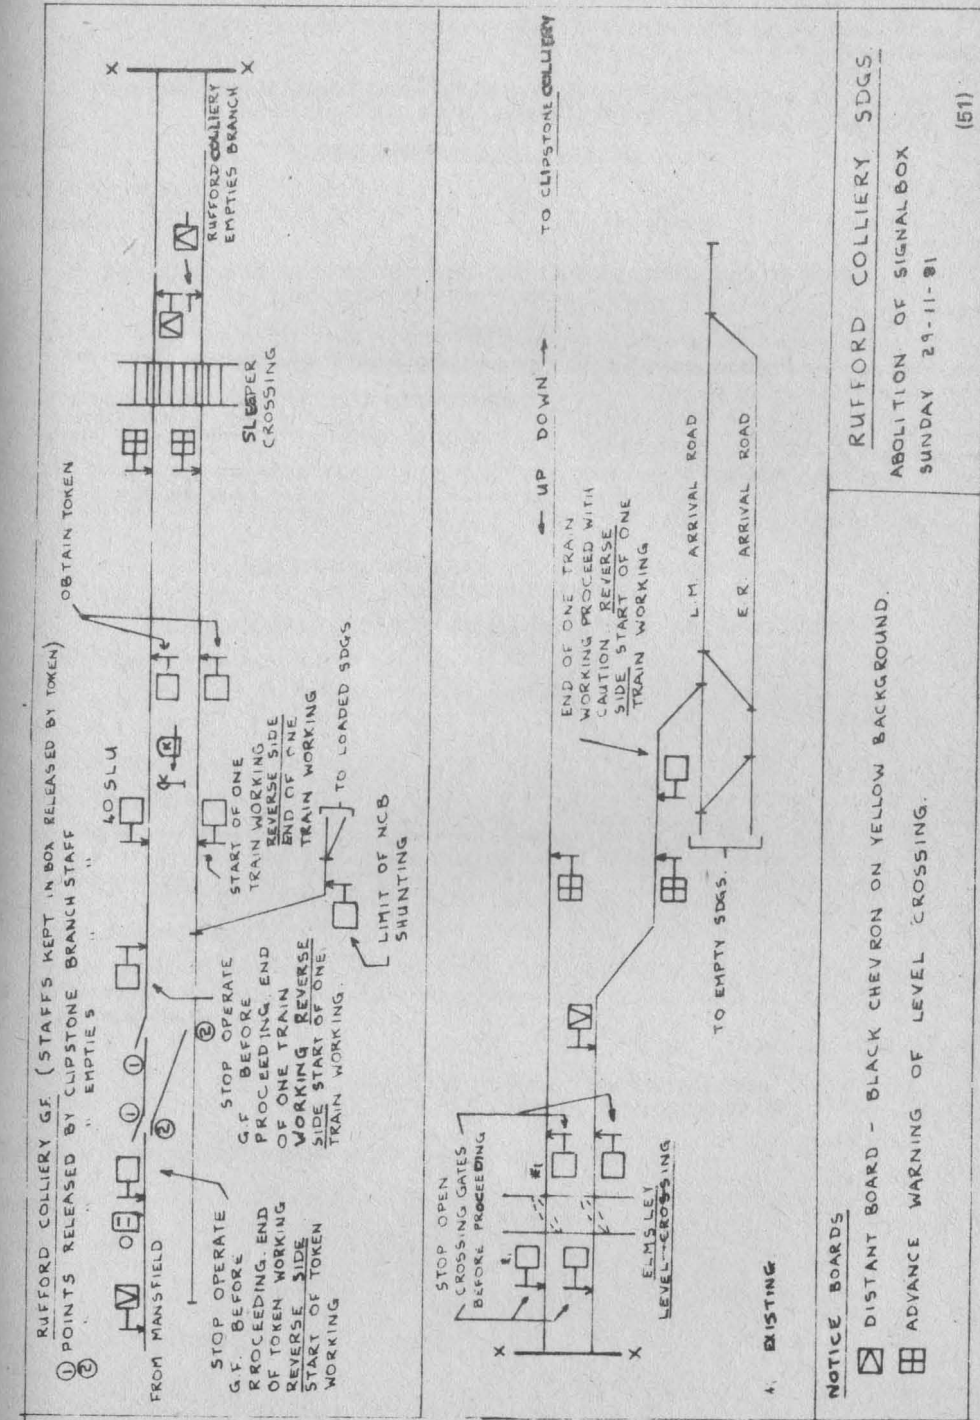 RUFFORD COLLIERY G.F. (STAFFS KEPT IN BOX RELEASED BY TOKEN)
① POINTS RELEASED BY CLIPSTONE BRANCH STAFF
② " " " EMPTIES " "
OBTAIN TOKEN
40 SLU
FROM MANSFIELD
① ①
②
②
K K
STOP OPERATE
G.F. BEFORE
PROCEEDING. END
OF TOKEN WORKING
REVERSE SIDE
START OF TOKEN
WORKING
STOP OPERATE
G.F BEFORE
PROCEEDING. END
OF ONE TRAIN
WORKING REVERSE
SIDE START OF ONE
TRAIN WORKING.
START OF ONE
TRAIN WORKING
REVERSE SIDE
END OF ONE
TRAIN WORKING
TO LOADED SDGS
LIMIT OF NCB
SHUNTING
SLEEPER
CROSSING
RUFFORD COLLIERY
EMPTIES BRANCH
X
X
STOP OPEN
CROSSING GATES
BEFORE PROCEEDING
X
X
ELMSLEY
LEVEL CROSSING
← UP DOWN →
TO CLIPSTONE COLLIERY
END OF ONE TRAIN
WORKING PROCEED WITH
CAUTION. REVERSE
SIDE START OF ONE
TRAIN WORKING
L.M. ARRIVAL ROAD
E.R. ARRIVAL ROAD
TO EMPTY SDGS.
EXISTING
NOTICE BOARDS
DISTANT BOARD - BLACK CHEVRON ON YELLOW BACKGROUND.
ADVANCE WARNING OF LEVEL CROSSING.
RUFFORD COLLIERY SDGS.
ABOLITION OF SIGNALBOX
SUNDAY 29-11-81
(51)